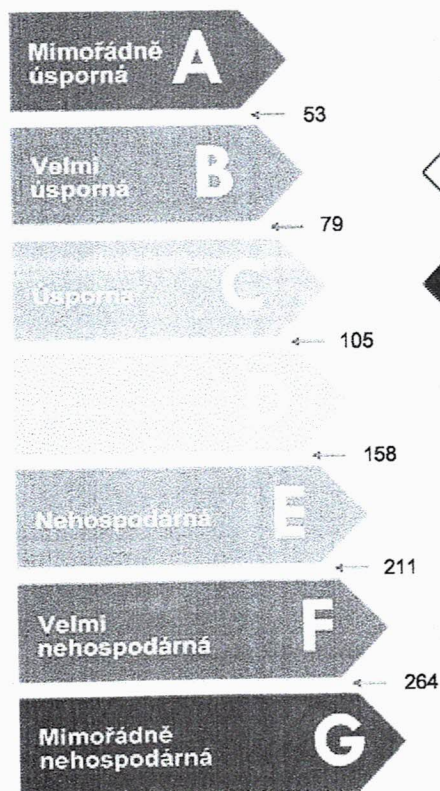 Mimořádně
úsporná A
53
Velmi
úsporná B
79
Úsporná C
105
D
158
Nehospodárná E
211
Velmi
nehospodárná F
264
Mimořádně
nehospodárná G